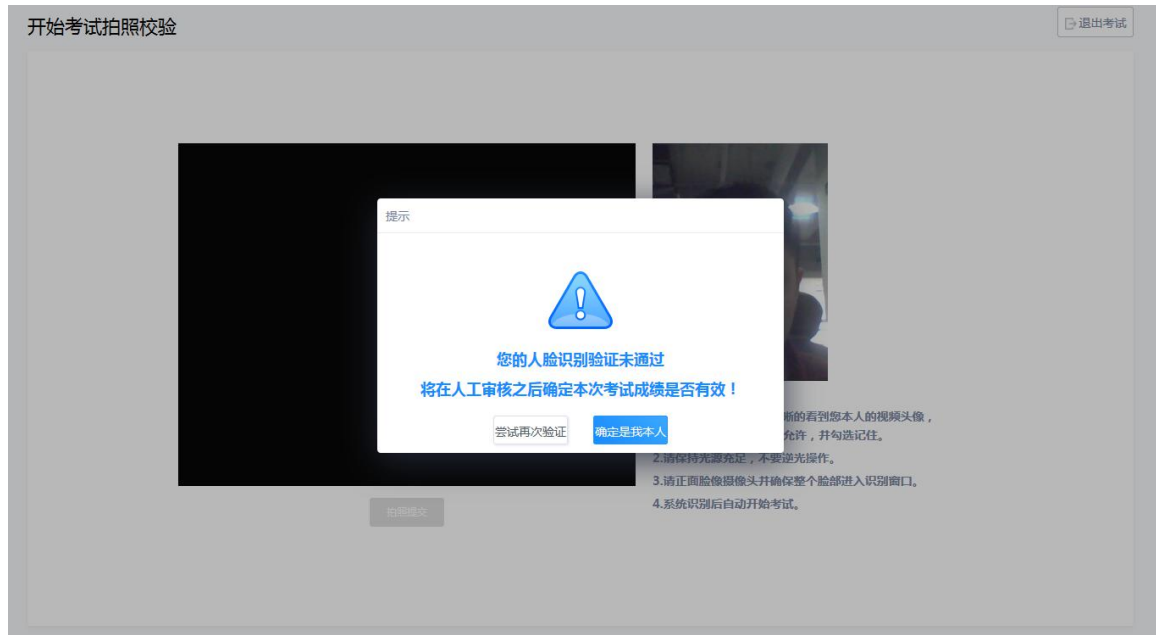 开始考试拍照校验
退出考试
提示
您的人脸识别验证未通过
将在人工审核之后确定本次考试成绩是否有效！
尝试再次验证
确定是我本人
晰的看到您本人的视频头像，
允许，并勾选记住。
2.请保持光源充足，不要逆光操作。
3.请正面脸像摄像头并确保整个脸部进入识别窗口。
4.系统识别后自动开始考试。
拍照提交